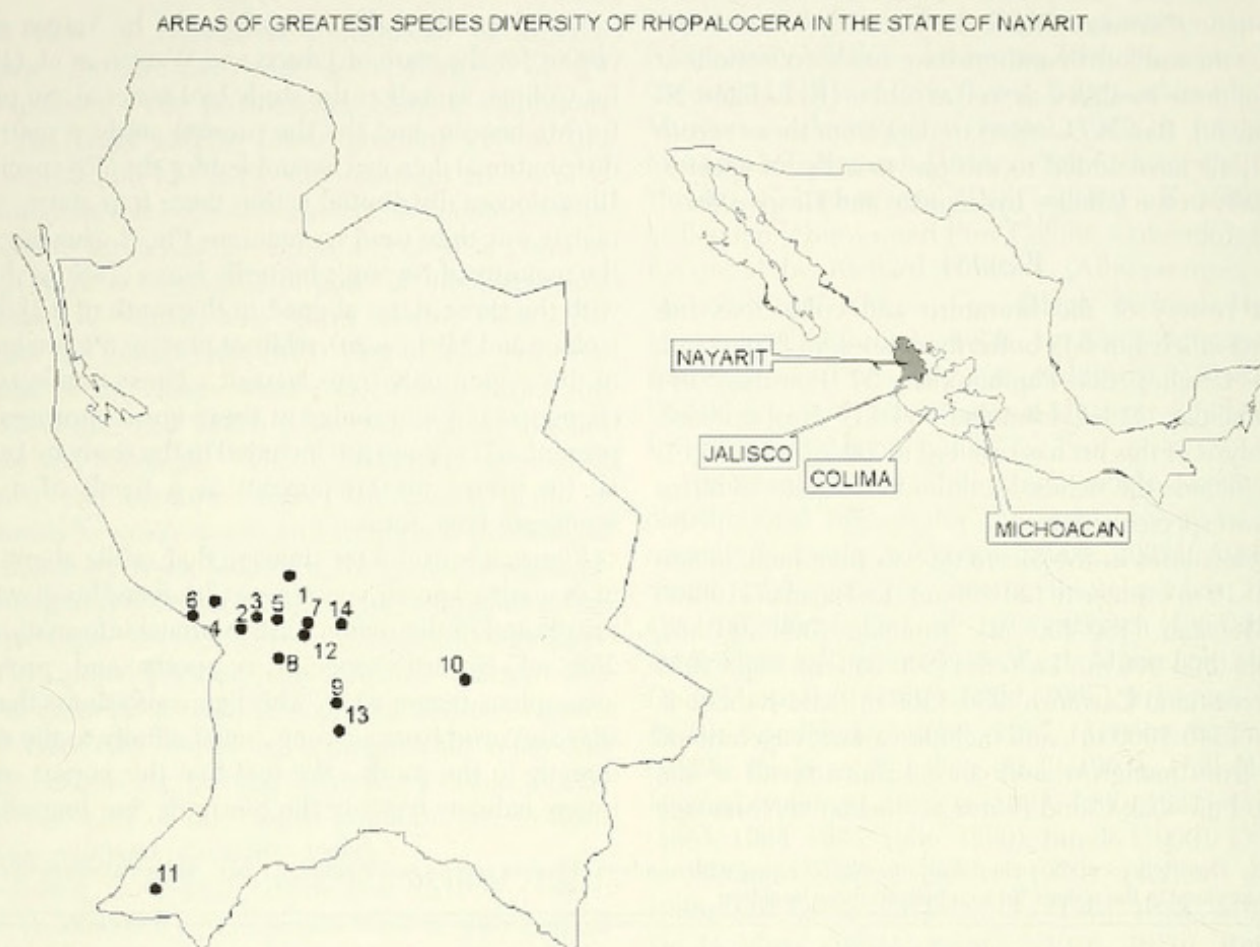 AREAS OF GREATEST SPECIES DIVERSITY OF RHOPALOCERA IN THE STATE OF NAYARIT
NAYARIT
JALISCO
COLIMA
MICHOACAN
1
6
2
3
5
7
14
4
12
8
10
9
13
11